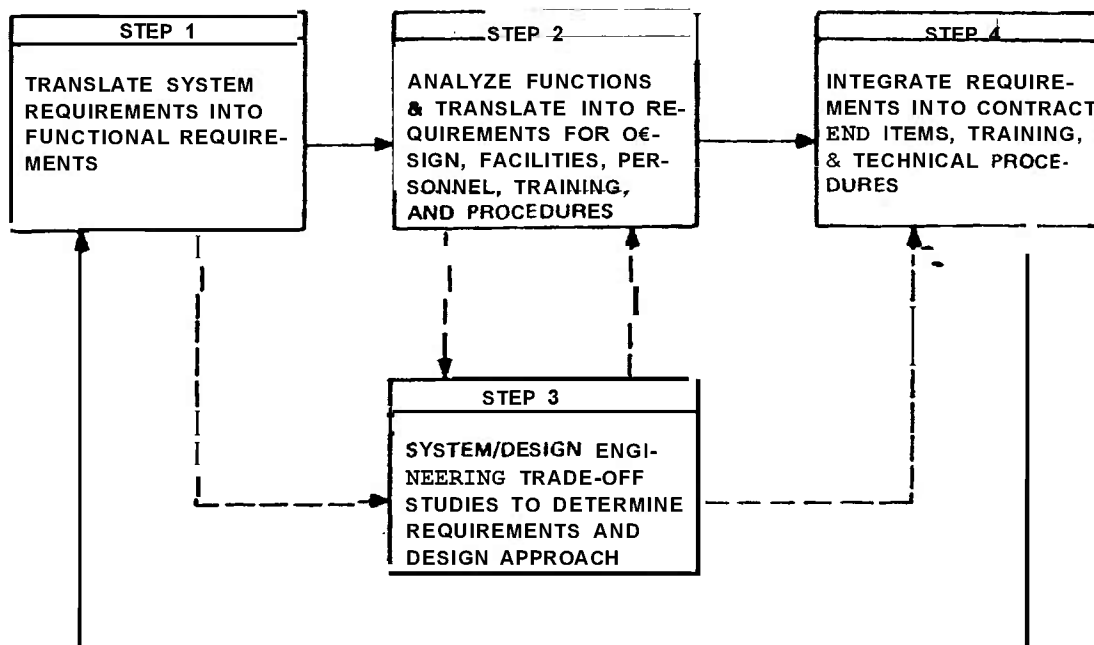 STEP 1
TRANSLATE SYSTEM
REQUIREMENTS INTO
FUNCTIONAL REQUIRE-
MENTS
STEP 2
ANALYZE FUNCTIONS
& TRANSLATE INTO RE-
QUIREMENTS FOR O€-
SIGN, FACILITIES, PER-
SONNEL, TRAINING,
AND PROCEDURES
STEP 3
SYSTEM/DESIGN ENGI-
NEERING TRADE-OFF
STUDIES TO DETERMINE
REQUIREMENTS AND
DESIGN APPROACH
STEP 4
INTEGRATE REQUIRE-
MENTS INTO CONTRACT
END ITEMS, TRAINING,
& TECHNICAL PROCE-
DURES